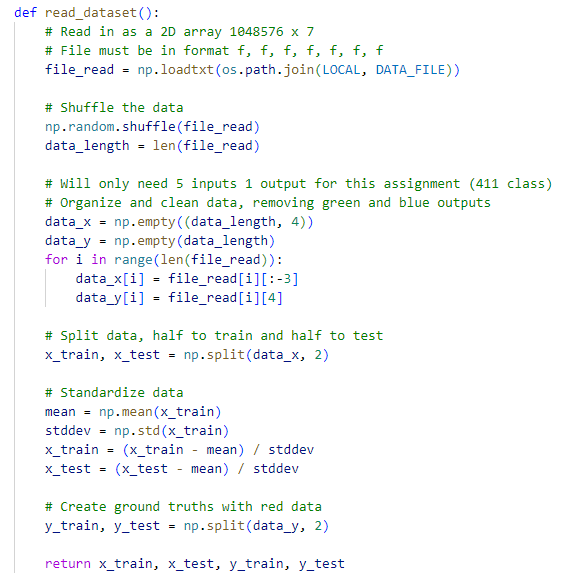 def read_dataset():
    # Read in as a 2D array 1048576 x 7
    # File must be in format f, f, f, f, f, f, f
    file_read = np.loadtxt(os.path.join(LOCAL, DATA_FILE))

    # Shuffle the data
    np.random.shuffle(file_read)
    data_length = len(file_read)

    # Will only need 5 inputs 1 output for this assignment (411 class)
    # Organize and clean data, removing green and blue outputs
    data_x = np.empty((data_length, 4))
    data_y = np.empty(data_length)
    for i in range(len(file_read)):
        data_x[i] = file_read[i][:-3]
        data_y[i] = file_read[i][4]

    # Split data, half to train and half to test
    x_train, x_test = np.split(data_x, 2)

    # Standardize data
    mean = np.mean(x_train)
    stddev = np.std(x_train)
    x_train = (x_train - mean) / stddev
    x_test = (x_test - mean) / stddev

    # Create ground truths with red data
    y_train, y_test = np.split(data_y, 2)

    return x_train, x_test, y_train, y_test